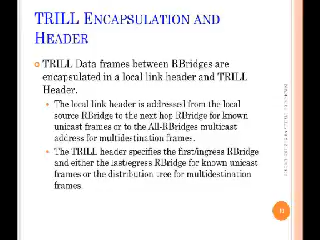 TRILL ENCAPSULATION AND
HEADER
TRILL Data frames between RBridges are
encapsulated in a local link header and TRILL
Header.
The local link header is addressed from the local
source RBridge to the next hop RBridge for known
unicast frames or to the All-RBridges multicast
address for multidestination frames.
The TRILL header specifies the first/ingress RBridge
and either the last/egress RBridge for known unicast
frames or the distribution tree for multidestination
frames.